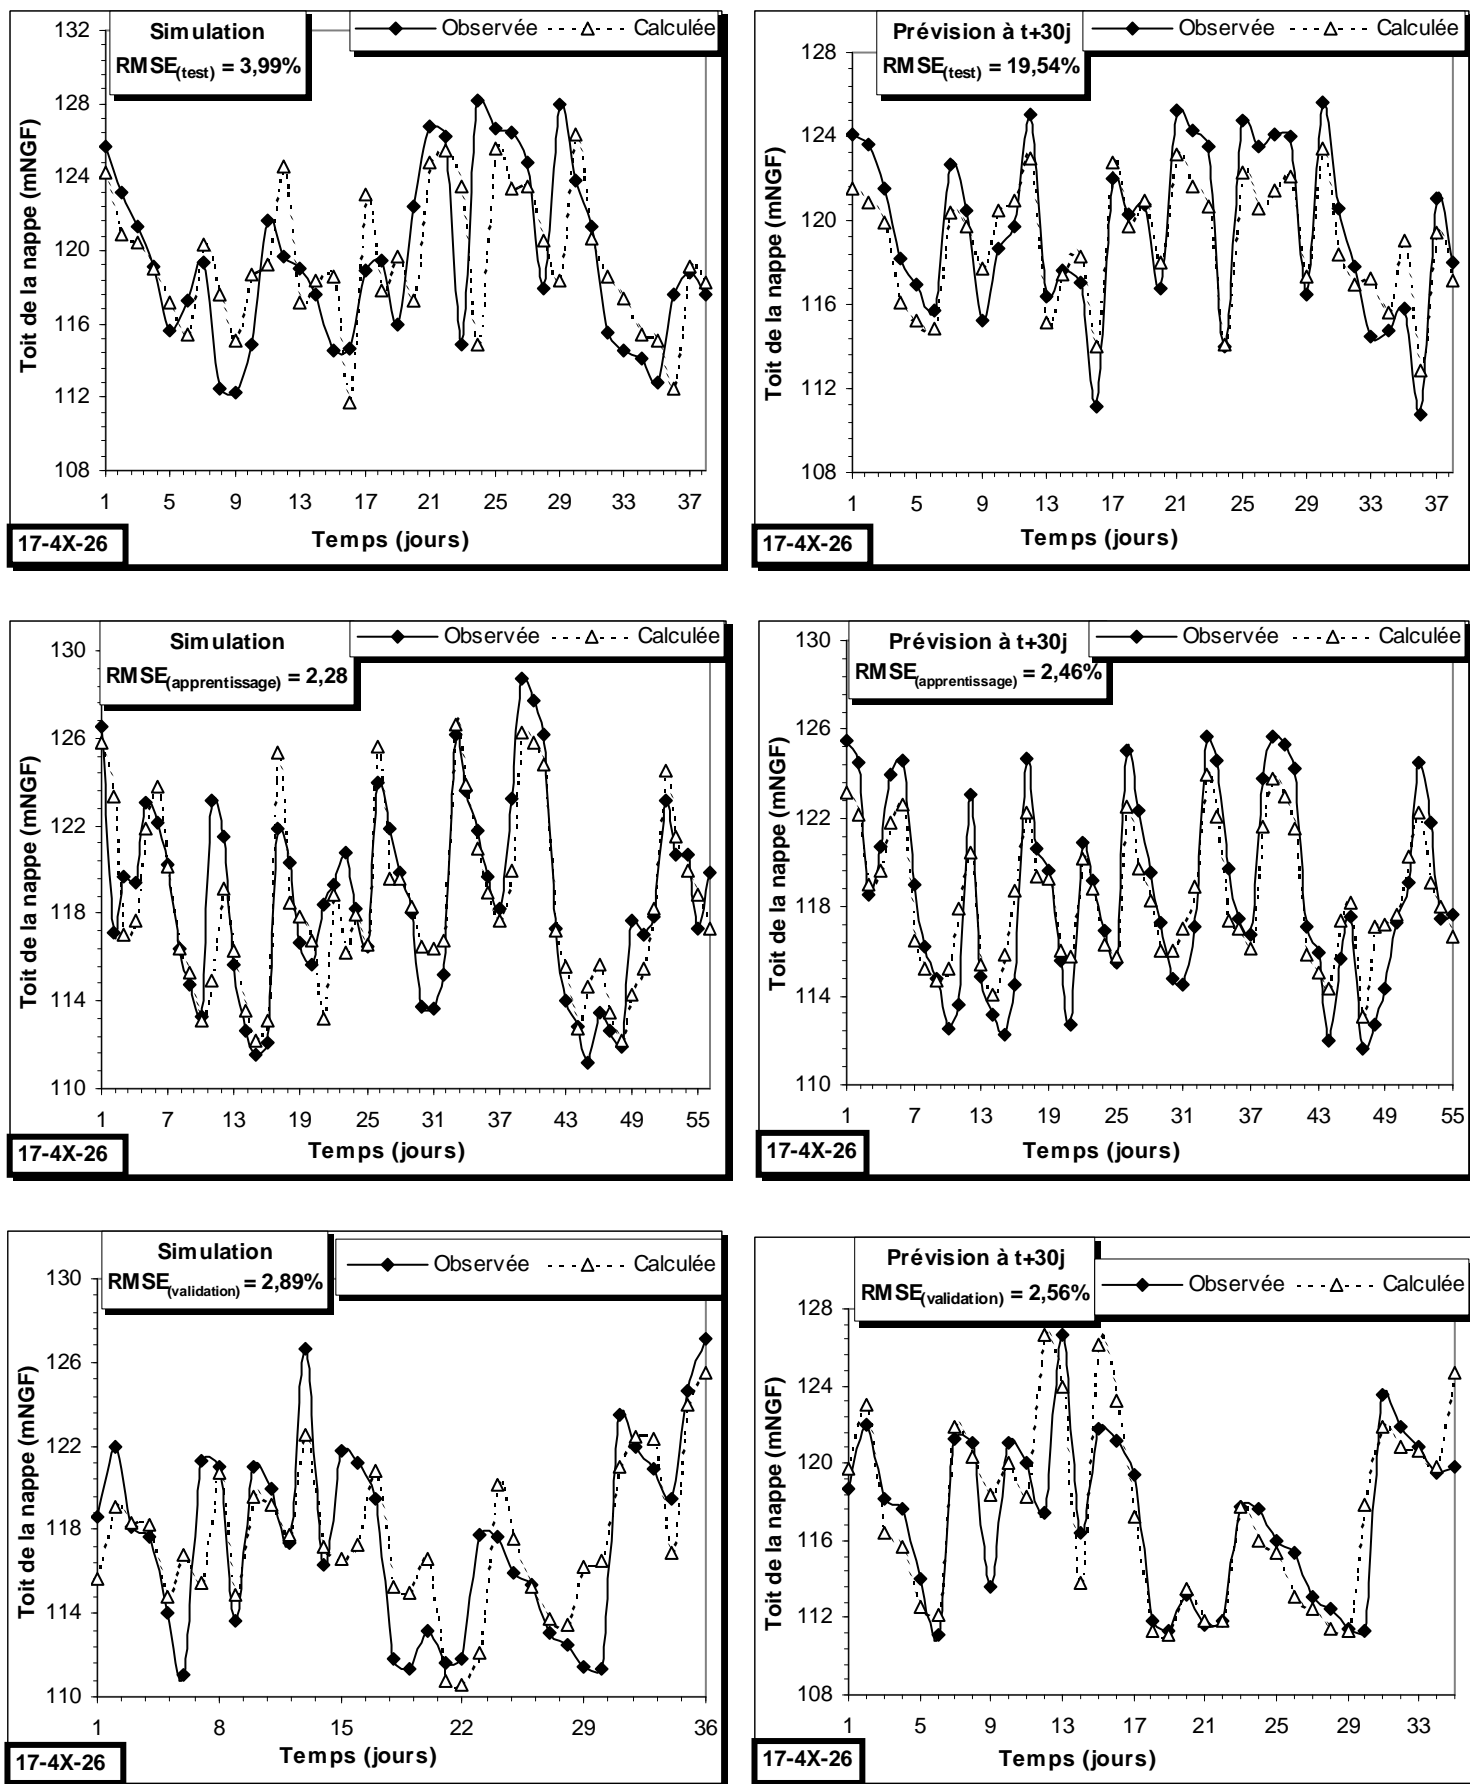 Simulation
RMSE(test) = 3,99%
Observée
Calculée
Toit de la nappe (mNGF)
132
128
124
120
116
112
108
1 5 9 13 17 21 25 29 33 37
Temps (jours)
17-4X-26
Prévision à t+30j
RMSE(test) = 19,54%
Observée
Calculée
Toit de la nappe (mNGF)
128
124
120
116
112
108
1 5 9 13 17 21 25 29 33 37
Temps (jours)
17-4X-26
Simulation
RMSE(apprentissage) = 2,28
Observée
Calculée
Toit de la nappe (mNGF)
130
126
122
118
114
110
1 7 13 19 25 31 37 43 49 55
Temps (jours)
17-4X-26
Prévision à t+30j
RMSE(apprentissage) = 2,46%
Observée
Calculée
Toit de la nappe (mNGF)
130
126
122
118
114
110
1 7 13 19 25 31 37 43 49 55
Temps (jours)
17-4X-26
Simulation
RMSE(validation) = 2,89%
Observée
Calculée
Toit de la nappe (mNGF)
130
126
122
118
114
110
1 8 15 22 29 36
Temps (jours)
17-4X-26
Prévision à t+30j
RMSE(validation) = 2,56%
Observée
Calculée
Toit de la nappe (mNGF)
128
124
120
116
112
108
1 5 9 13 17 21 25 29 33
Temps (jours)
17-4X-26